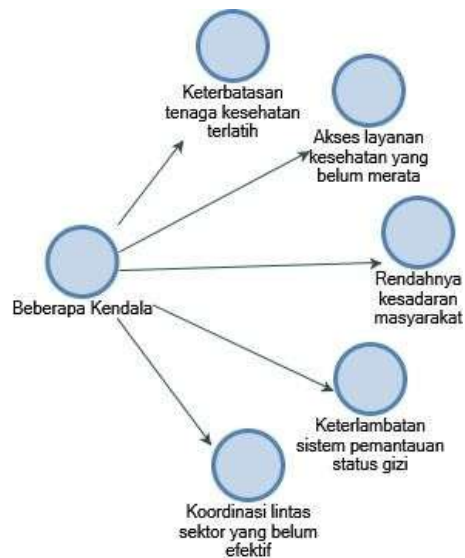 Keterbatasan
tenaga kesehatan
terlatih
Akses layanan
kesehatan yang
belum merata
Rendahnya
kesadaran
masyarakat
Beberapa Kendala
Keterlambatan
sistem pemantauan
status gizi
Koordinasi lintas
sektor yang belum
efektif